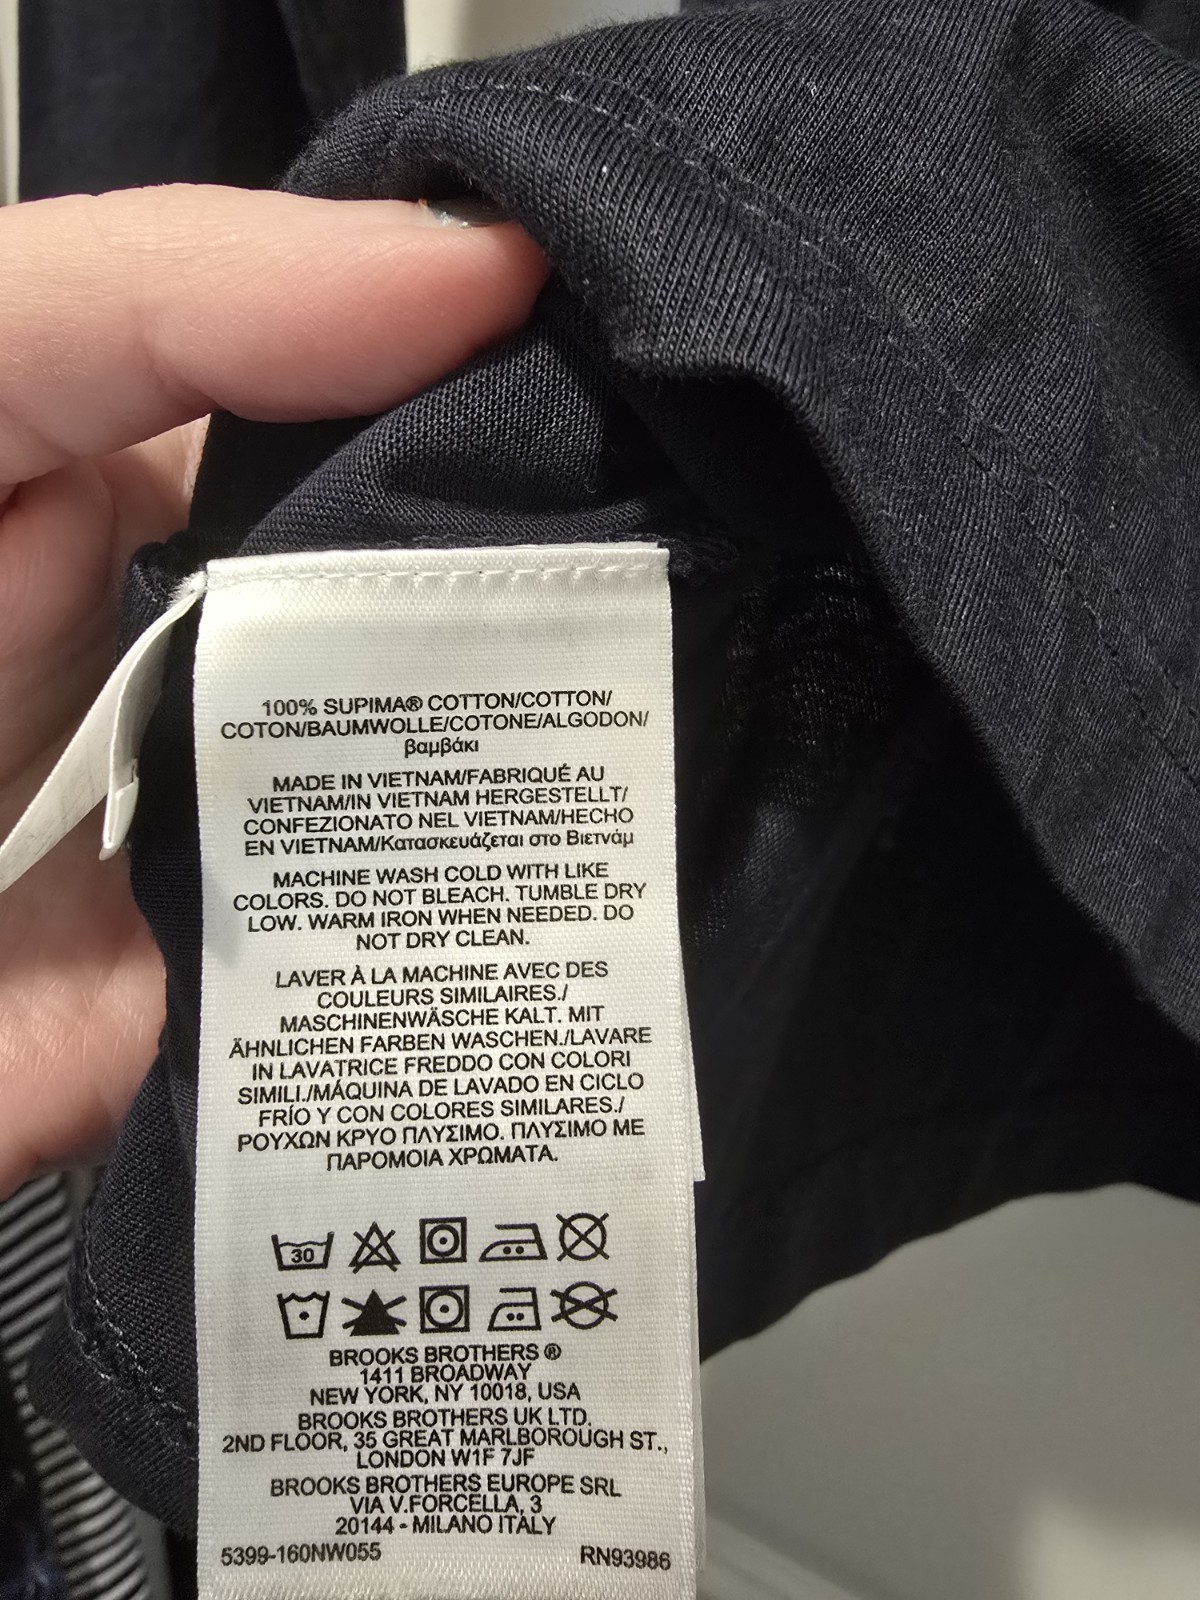 100% SUPIMA® COTTON/COTTON/
COTON/BAUMWOLLE/COTONE/ALGODON/
βαμβάκι
MADE IN VIETNAM/FABRIQUÉ AU
VIETNAM/IN VIETNAM HERGESTELLT/
CONFEZIONATO NEL VIETNAM/HECHO
EN VIETNAM/Κατασκευάζεται στο Βιετνάμ
MACHINE WASH COLD WITH LIKE
COLORS. DO NOT BLEACH. TUMBLE DRY
LOW. WARM IRON WHEN NEEDED. DO
NOT DRY CLEAN.
LAVER À LA MACHINE AVEC DES
COULEURS SIMILAIRES./
MASCHINENWÄSCHE KALT. MIT
ÄHNLICHEN FARBEN WASCHEN./LAVARE
IN LAVATRICE FREDDO CON COLORI
SIMILI./MÁQUINA DE LAVADO EN CICLO
FRÍO Y CON COLORES SIMILARES./
ΡΟΥΧΩΝ ΚΡΥΟ ΠΛΥΣΙΜΟ. ΠΛΥΣΙΜΟ ΜΕ
ΠΑΡΟΜΟΙΑ ΧΡΩΜΑΤΑ.
30
BROOKS BROTHERS ®
1411 BROADWAY
NEW YORK, NY 10018, USA
BROOKS BROTHERS UK LTD.
2ND FLOOR, 35 GREAT MARLBOROUGH ST.,
LONDON W1F 7JF
BROOKS BROTHERS EUROPE SRL
VIA V.FORCELLA, 3
20144 - MILANO ITALY
5399-160NW055 RN93986